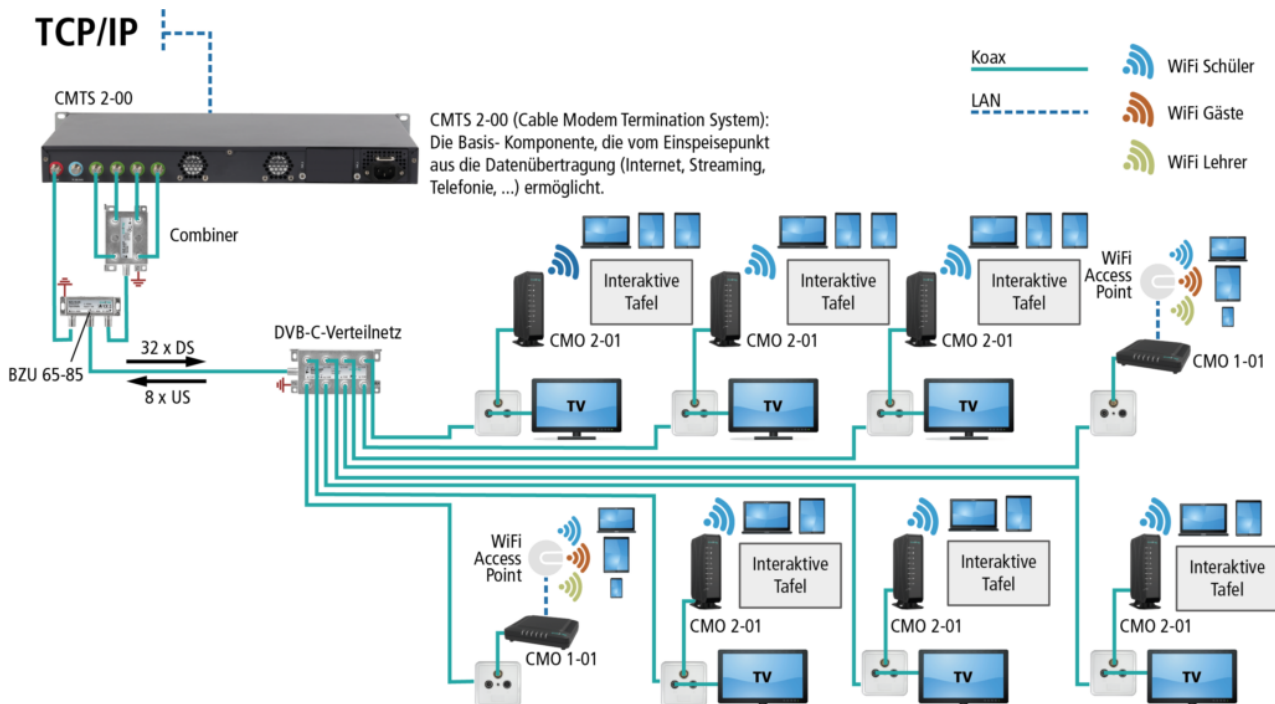 TCP/IP
CMTS 2-00
CMTS 2-00 (Cable Modem Termination System):
Die Basis- Komponente, die vom Einspeisepunkt
aus die Datenübertragung (Internet, Streaming,
Telefonie, ...) ermöglicht.
Koax
LAN
WiFi Schüler
WiFi Gäste
WiFi Lehrer
Combiner
BZU 65-85
32 x DS
8 x US
DVB-C-Verteilnetz
Interaktive
Tafel
CMO 2-01
TV
Interaktive
Tafel
CMO 2-01
TV
Interaktive
Tafel
CMO 2-01
TV
WiFi
Access
Point
CMO 1-01
WiFi
Access
Point
CMO 1-01
Interaktive
Tafel
CMO 2-01
TV
Interaktive
Tafel
CMO 2-01
TV
Interaktive
Tafel
CMO 2-01
TV